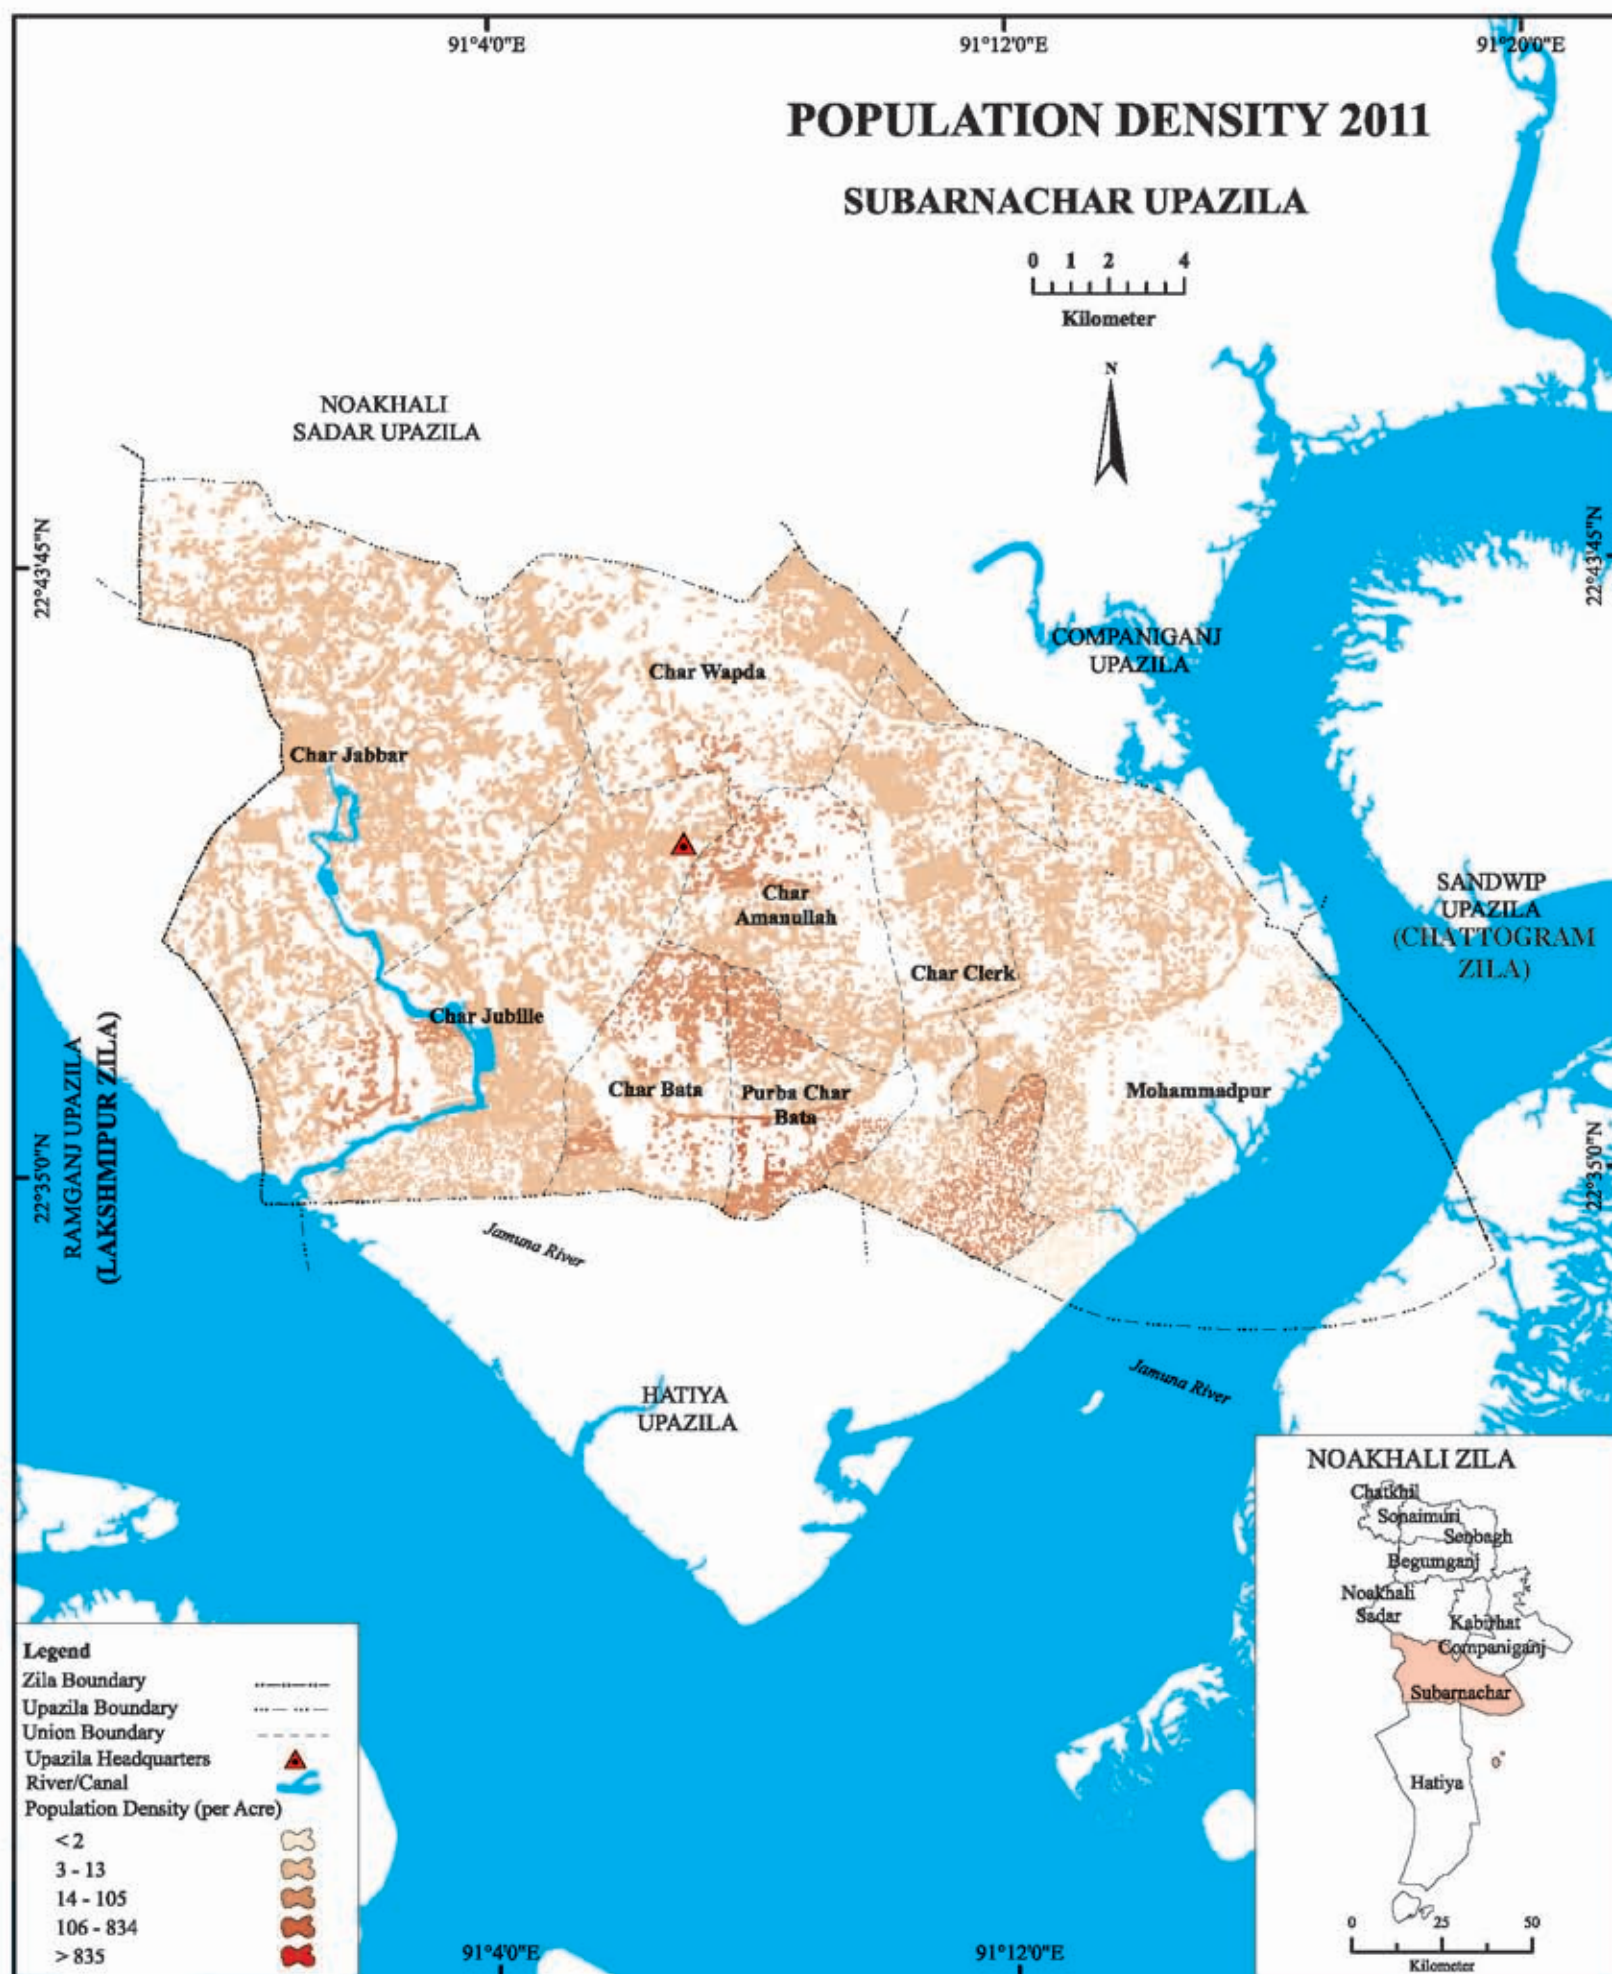 91°4'0"E
91°12'0"E
91°20'0"E
POPULATION DENSITY 2011
SUBARNACHAR UPAZILA
0 1 2 4
Kilometer
N
NOAKHALI
SADAR UPAZILA
22°43'45"N
22°43'45"N
COMPANIGANJ
UPAZILA
Char Wapda
Char Jabbar
Char
Amanullah
SANDWIP
UPAZILA
(CHATTOGRAM
ZILA)
Char Clerk
Char Jubille
RAMGANJ UPAZILA
(LAKSHMIPUR ZILA)
Char Bata
Purba Char
Bata
Mohammadpur
22°35'0"N
22°35'0"N
Jamuna River
Jamuna River
HATIYA
UPAZILA
NOAKHALI ZILA
Chatkhil
Sonaimuri
Senbagh
Begumganj
Noakhali
Sadar
Kabirhat
Companiganj
Subarnachar
Hatiya
0 25 50
Kilometer
Legend
Zila Boundary
Upazila Boundary
Union Boundary
Upazila Headquarters
River/Canal
Population Density (per Acre)
< 2
3 - 13
14 - 105
106 - 834
> 835
91°4'0"E
91°12'0"E